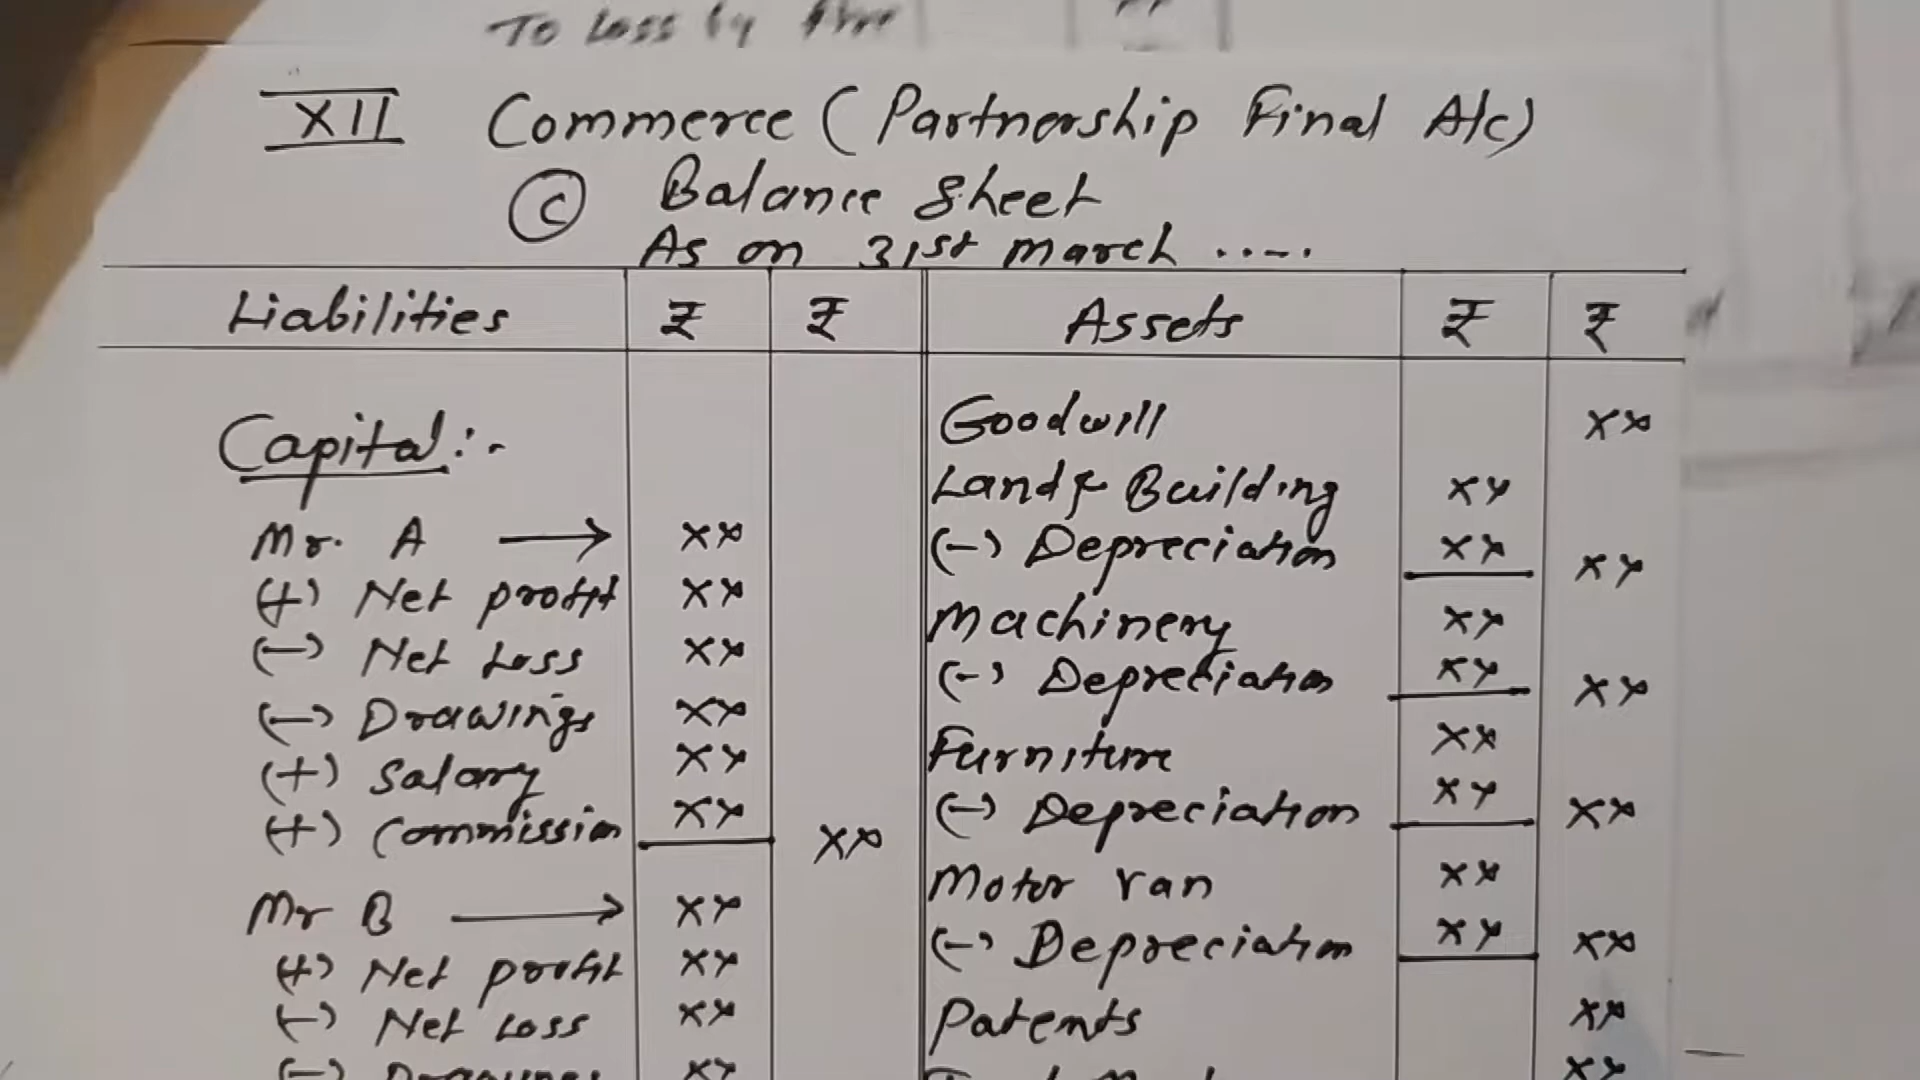 To Loss by fire
XII Commerce (Partnership Final A/c)
(C) Balance Sheet
As on 31st March .....
Liabilities ₹ ₹ Assets ₹ ₹
Capital:-
Mr. A → xx
(+) Net profit xx
(-) Net Loss xx
(-) Drawings xx
(+) Salary xx
(+) Commission xx xx
Mr B → xx
(+) Net profit xx
(-) Net Loss xx
(-) Drawings xx
Goodwill xx
Land & Building xx
(-) Depreciation xx xx
Machinery xx
(-) Depreciation xx xx
Furniture xx
(-) Depreciation xx xx
Motor Van xx
(-) Depreciation xx xx
Patents xx
xx